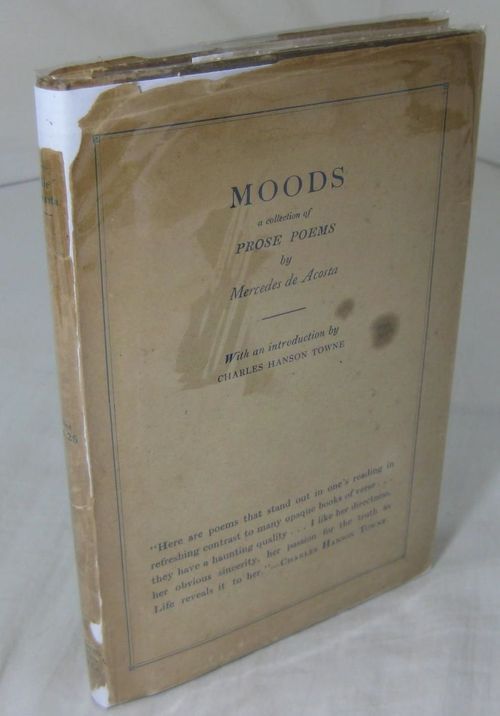 MOODS
a collection of
PROSE POEMS
by
Mercedes de Acosta
With an introduction by
CHARLES HANSON TOWNE
"Here are poems that stand out in one's reading in
refreshing contrast to many opaque books of verse . . .
they have a haunting quality . . . I like her directness,
her obvious sincerity, her passion for the truth as
Life reveals it to her."—CHARLES HANSON TOWNE